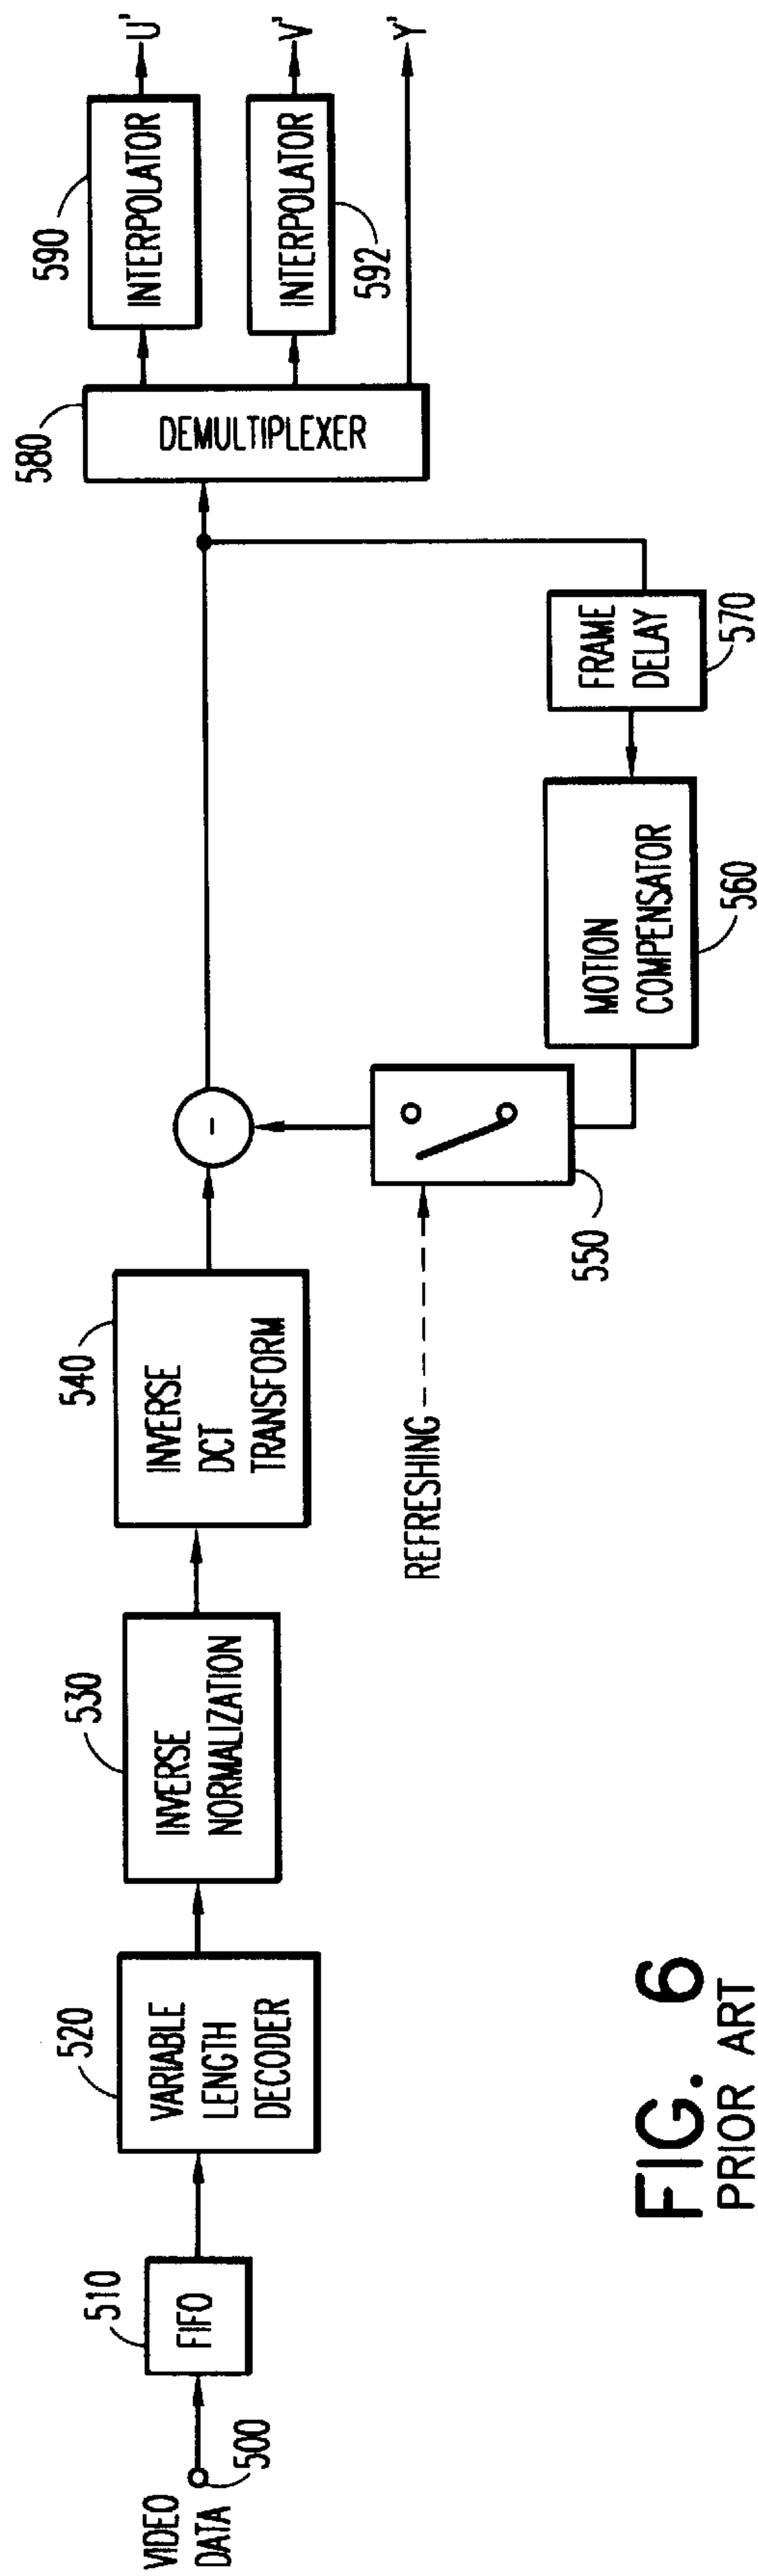 VIDEO
DATA
500
510
FIFO
520
VARIABLE
LENGTH
DECODER
530
INVERSE
NORMALIZATION
540
INVERSE
DCT
TRANSFORM
-
REFRESHING
550
MOTION
COMPENSATOR
560
FRAME
DELAY
570
580
DEMULTIPLEXER
590
INTERPOLATOR
U'
INTERPOLATOR
592
V'
Y'
FIG. 6
PRIOR ART